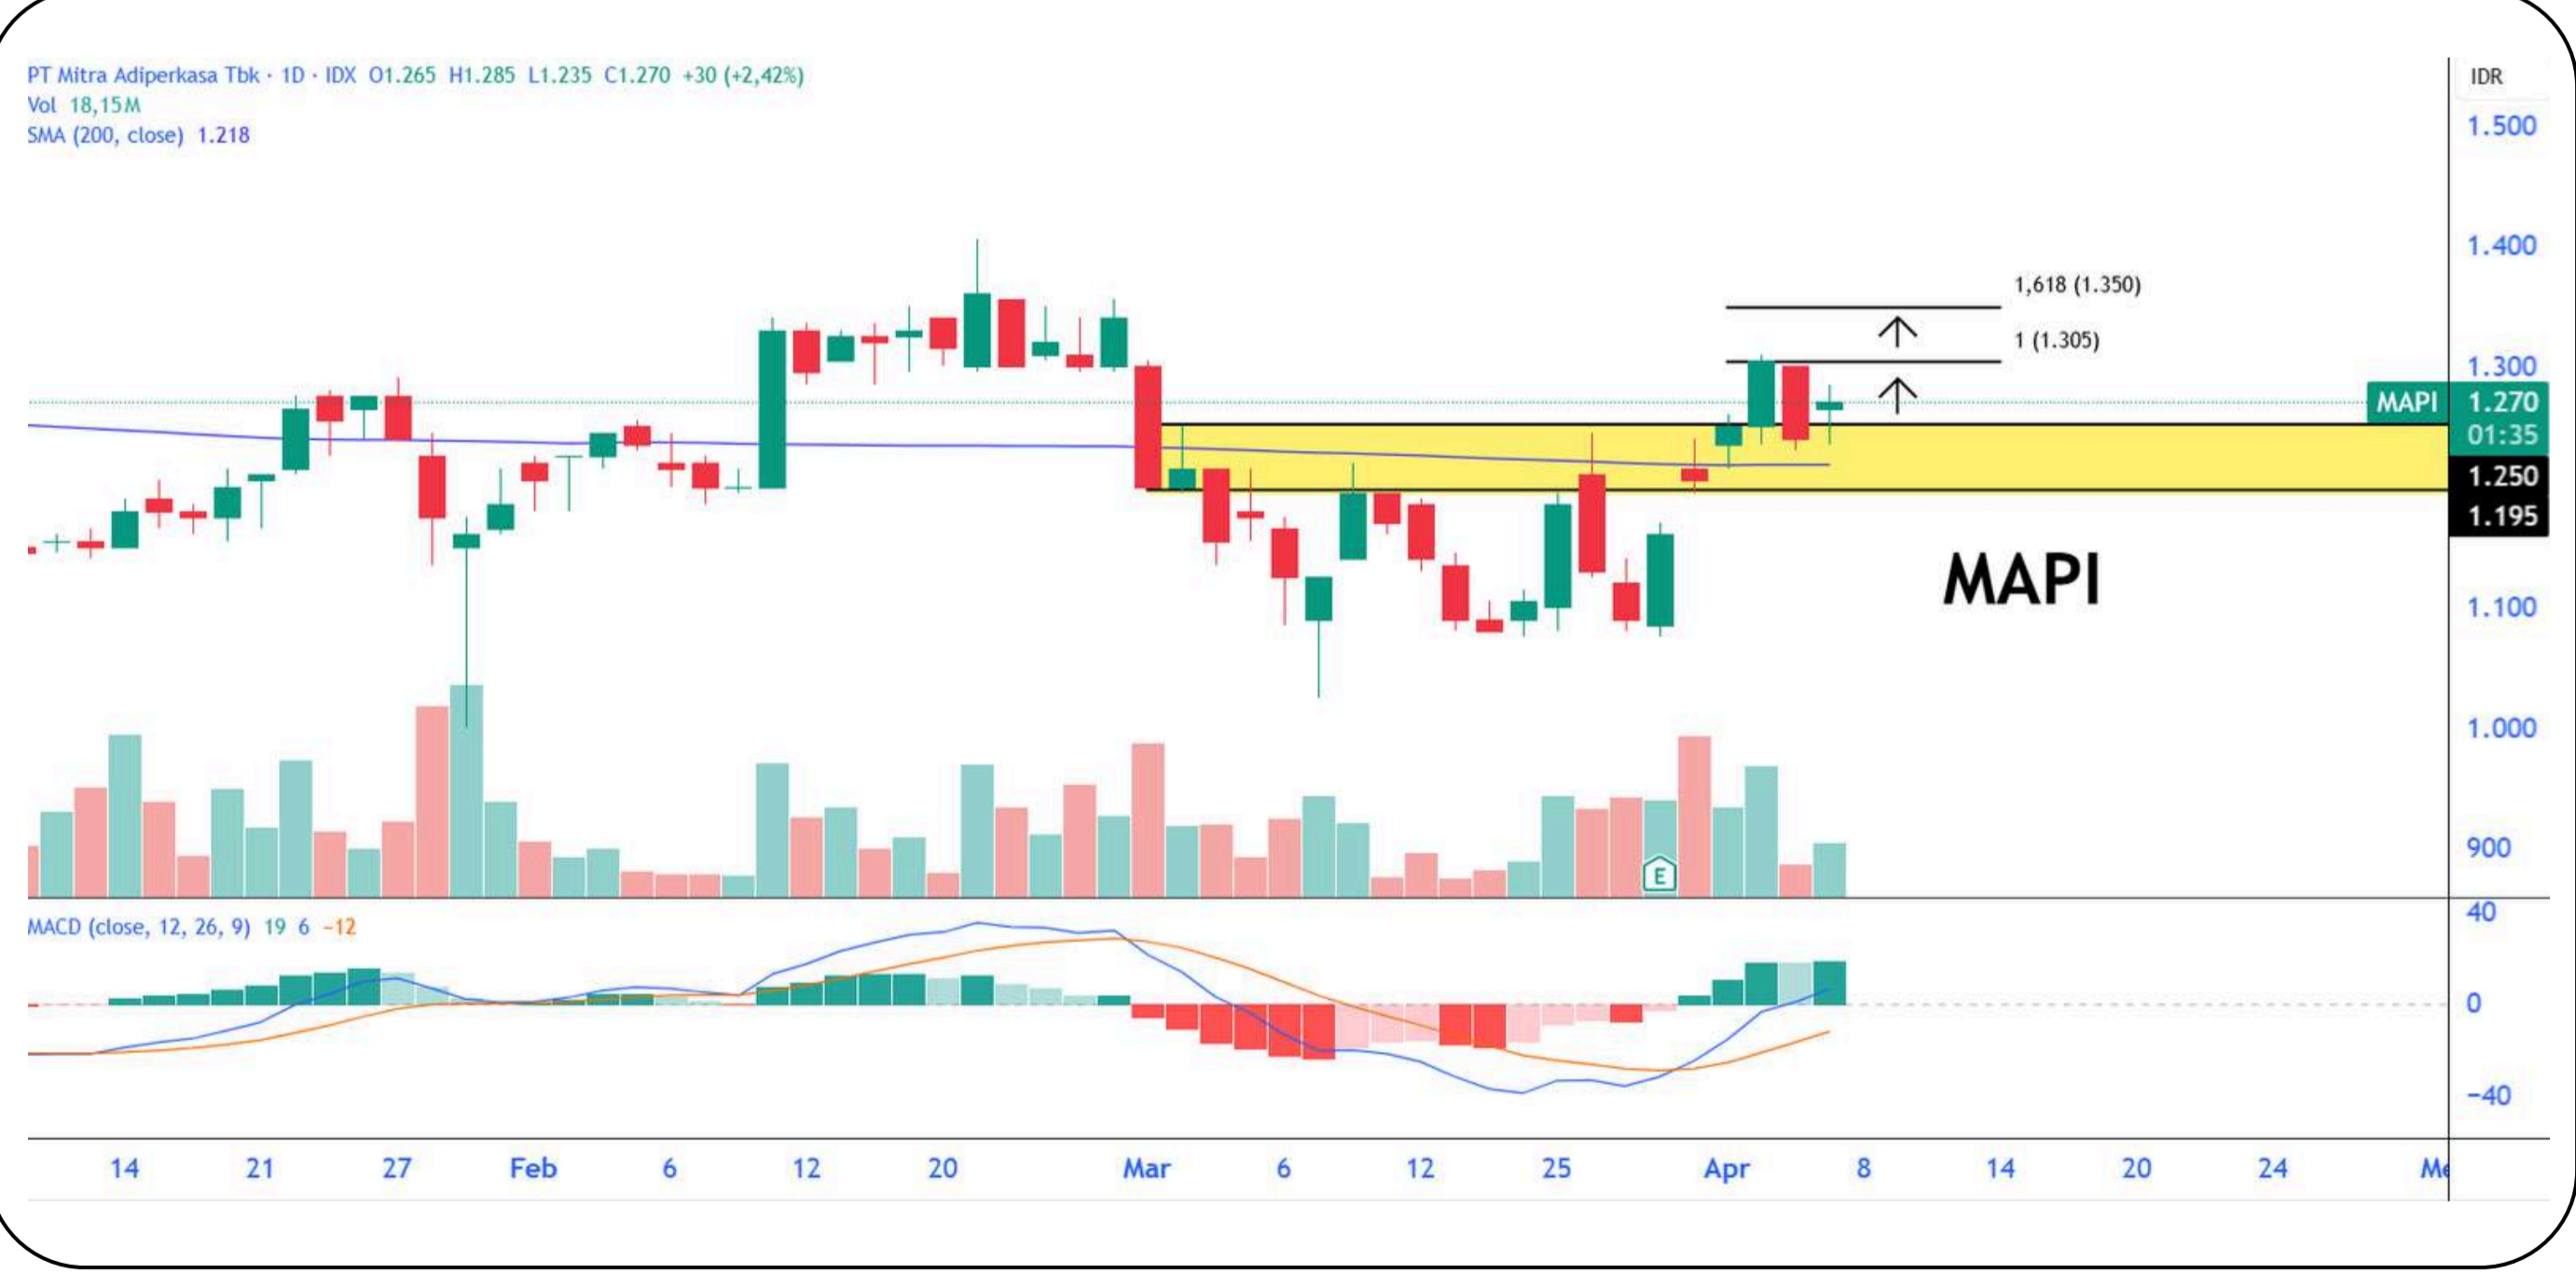 PT Mitra Adiperkasa Tbk · 1D · IDX O1.265 H1.285 L1.235 C1.270 +30 (+2,42%)
Vol 18,15M
SMA (200, close) 1.218
IDR
1.500
1.400
1,618 (1.350)
1 (1.305)
1.300
MAPI 1.270
01:35
1.250
1.195
MAPI
1.100
1.000
900
E
MACD (close, 12, 26, 9) 19 6 −12
40
0
−40
14 21 27 Feb 6 12 20 Mar 6 12 25 Apr 8 14 20 24